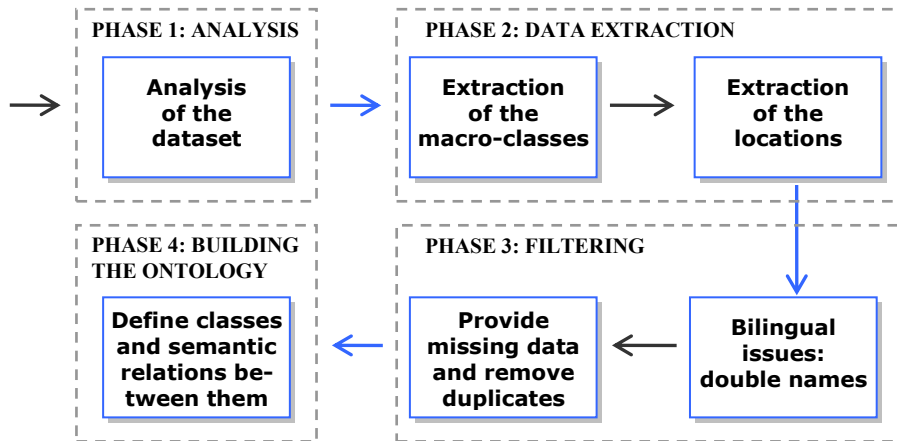 PHASE 1: ANALYSIS
Analysis
of the
dataset
PHASE 2: DATA EXTRACTION
Extraction
of the
macro-classes
Extraction
of the
locations
PHASE 3: FILTERING
Bilingual
issues:
double names
Provide
missing data
and remove
duplicates
PHASE 4: BUILDING
THE ONTOLOGY
Define classes
and semantic
relations be-
tween them